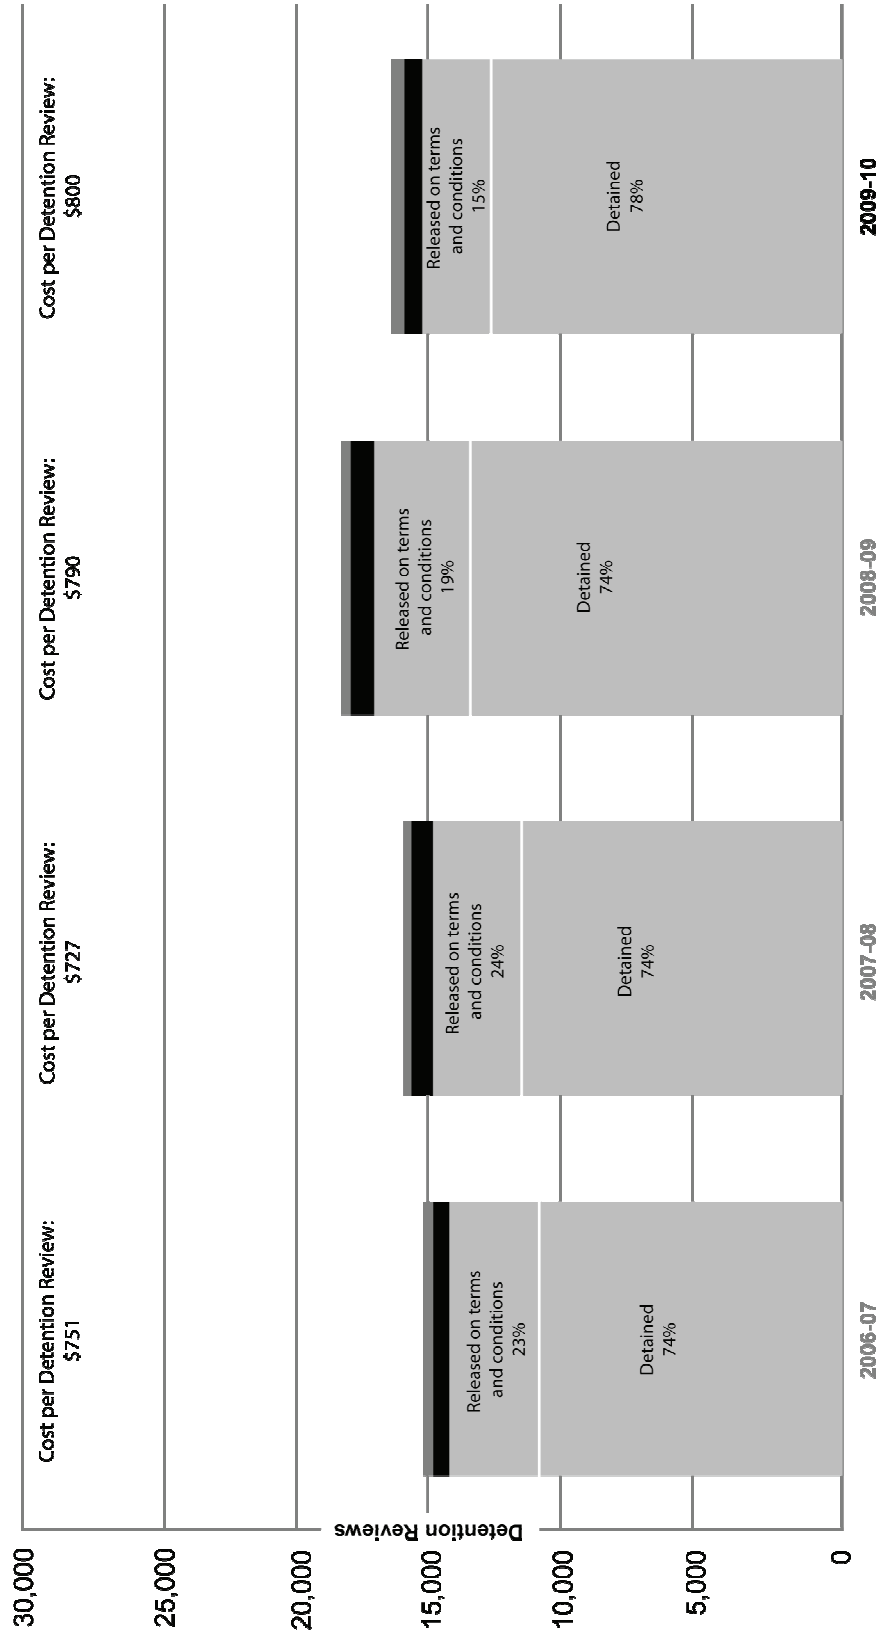 Cost per Detention Review:
$751
Cost per Detention Review:
$727
Cost per Detention Review:
$790
Cost per Detention Review:
$800
30,000
25,000
20,000
15,000
10,000
5,000
0
Detention Reviews
Released on terms
and conditions
23%
Detained
74%
Released on terms
and conditions
24%
Detained
74%
Released on terms
and conditions
19%
Detained
74%
Released on terms
and conditions
15%
Detained
78%
2006-07
2007-08
2008-09
2009-10